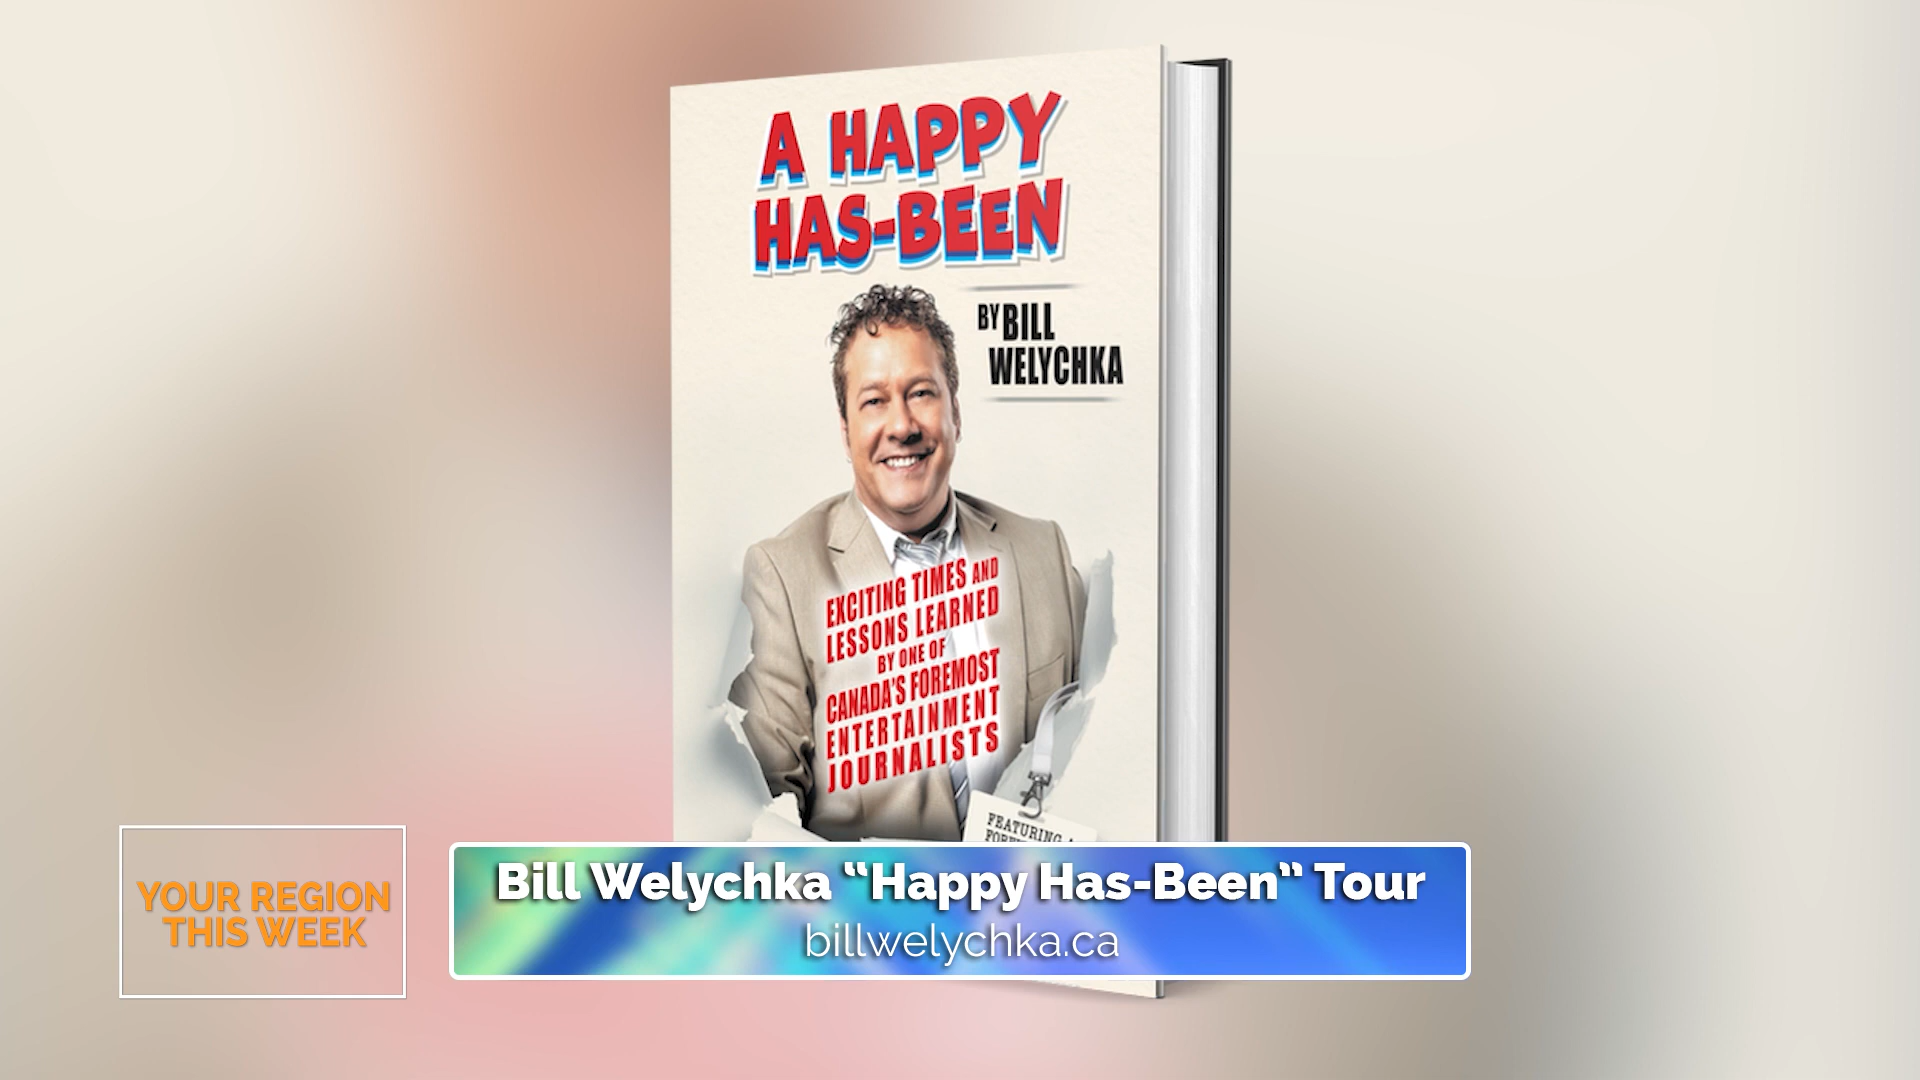 A HAPPY
HAS-BEEN
BY BILL
WELYCHKA
EXCITING TIMES AND
LESSONS LEARNED
BY ONE OF
CANADA'S FOREMOST
ENTERTAINMENT
JOURNALISTS
FEATURING
YOUR REGION
THIS WEEK
Bill Welychka “Happy Has-Been” Tour
billwelychka.ca